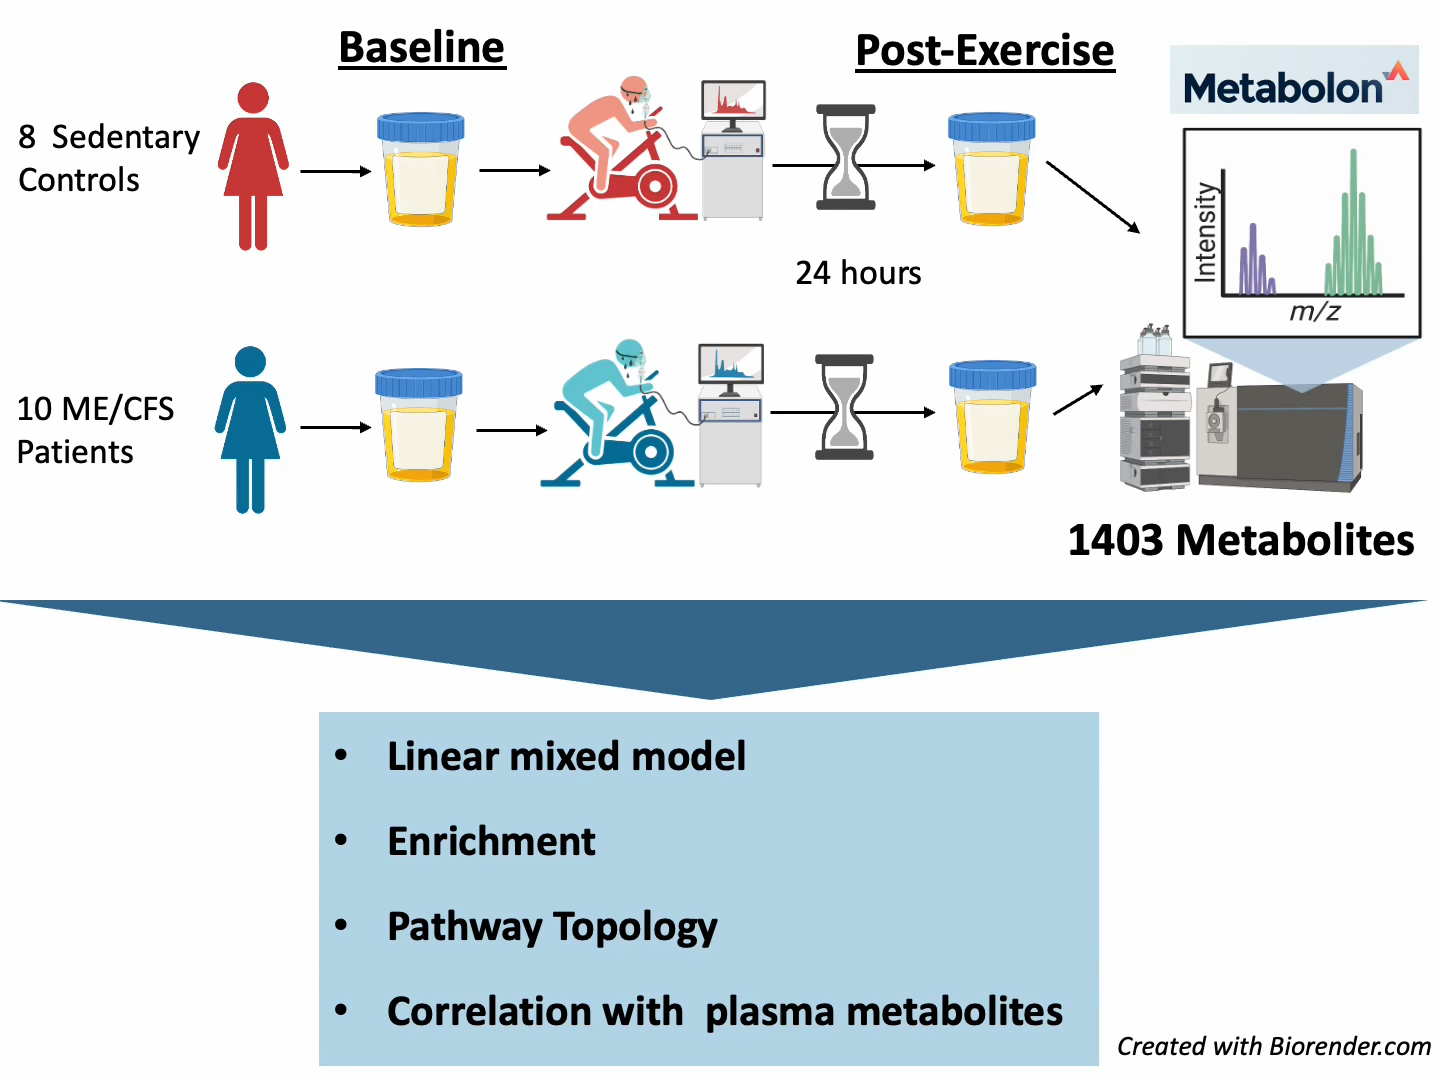 Baseline
Post-Exercise
Metabolon
8 Sedentary
Controls
Intensity
m/z
24 hours
10 ME/CFS
Patients
1403 Metabolites
• Linear mixed model
• Enrichment
• Pathway Topology
• Correlation with plasma metabolites
Created with Biorender.com